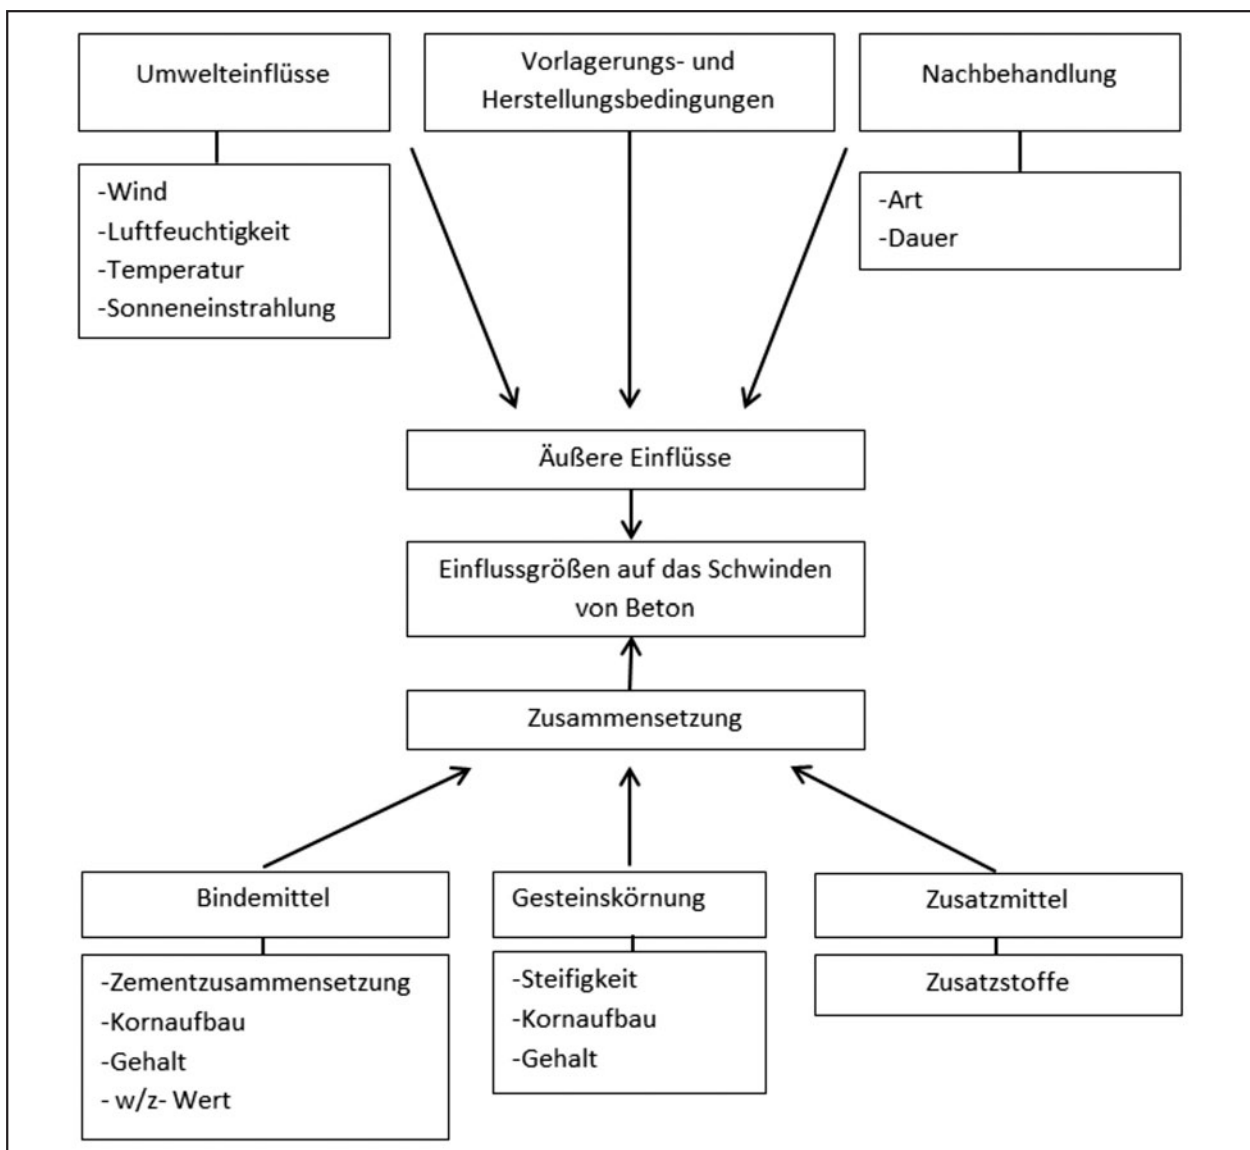 Umwelteinflüsse
-Wind
-Luftfeuchtigkeit
-Temperatur
-Sonneneinstrahlung
Vorlagerungs- und
Herstellungsbedingungen
Nachbehandlung
-Art
-Dauer
Äußere Einflüsse
Einflussgrößen auf das Schwinden
von Beton
Zusammensetzung
Bindemittel
-Zementzusammensetzung
-Kornaufbau
-Gehalt
- w/z- Wert
Gesteinskörnung
-Steifigkeit
-Kornaufbau
-Gehalt
Zusatzmittel
Zusatzstoffe